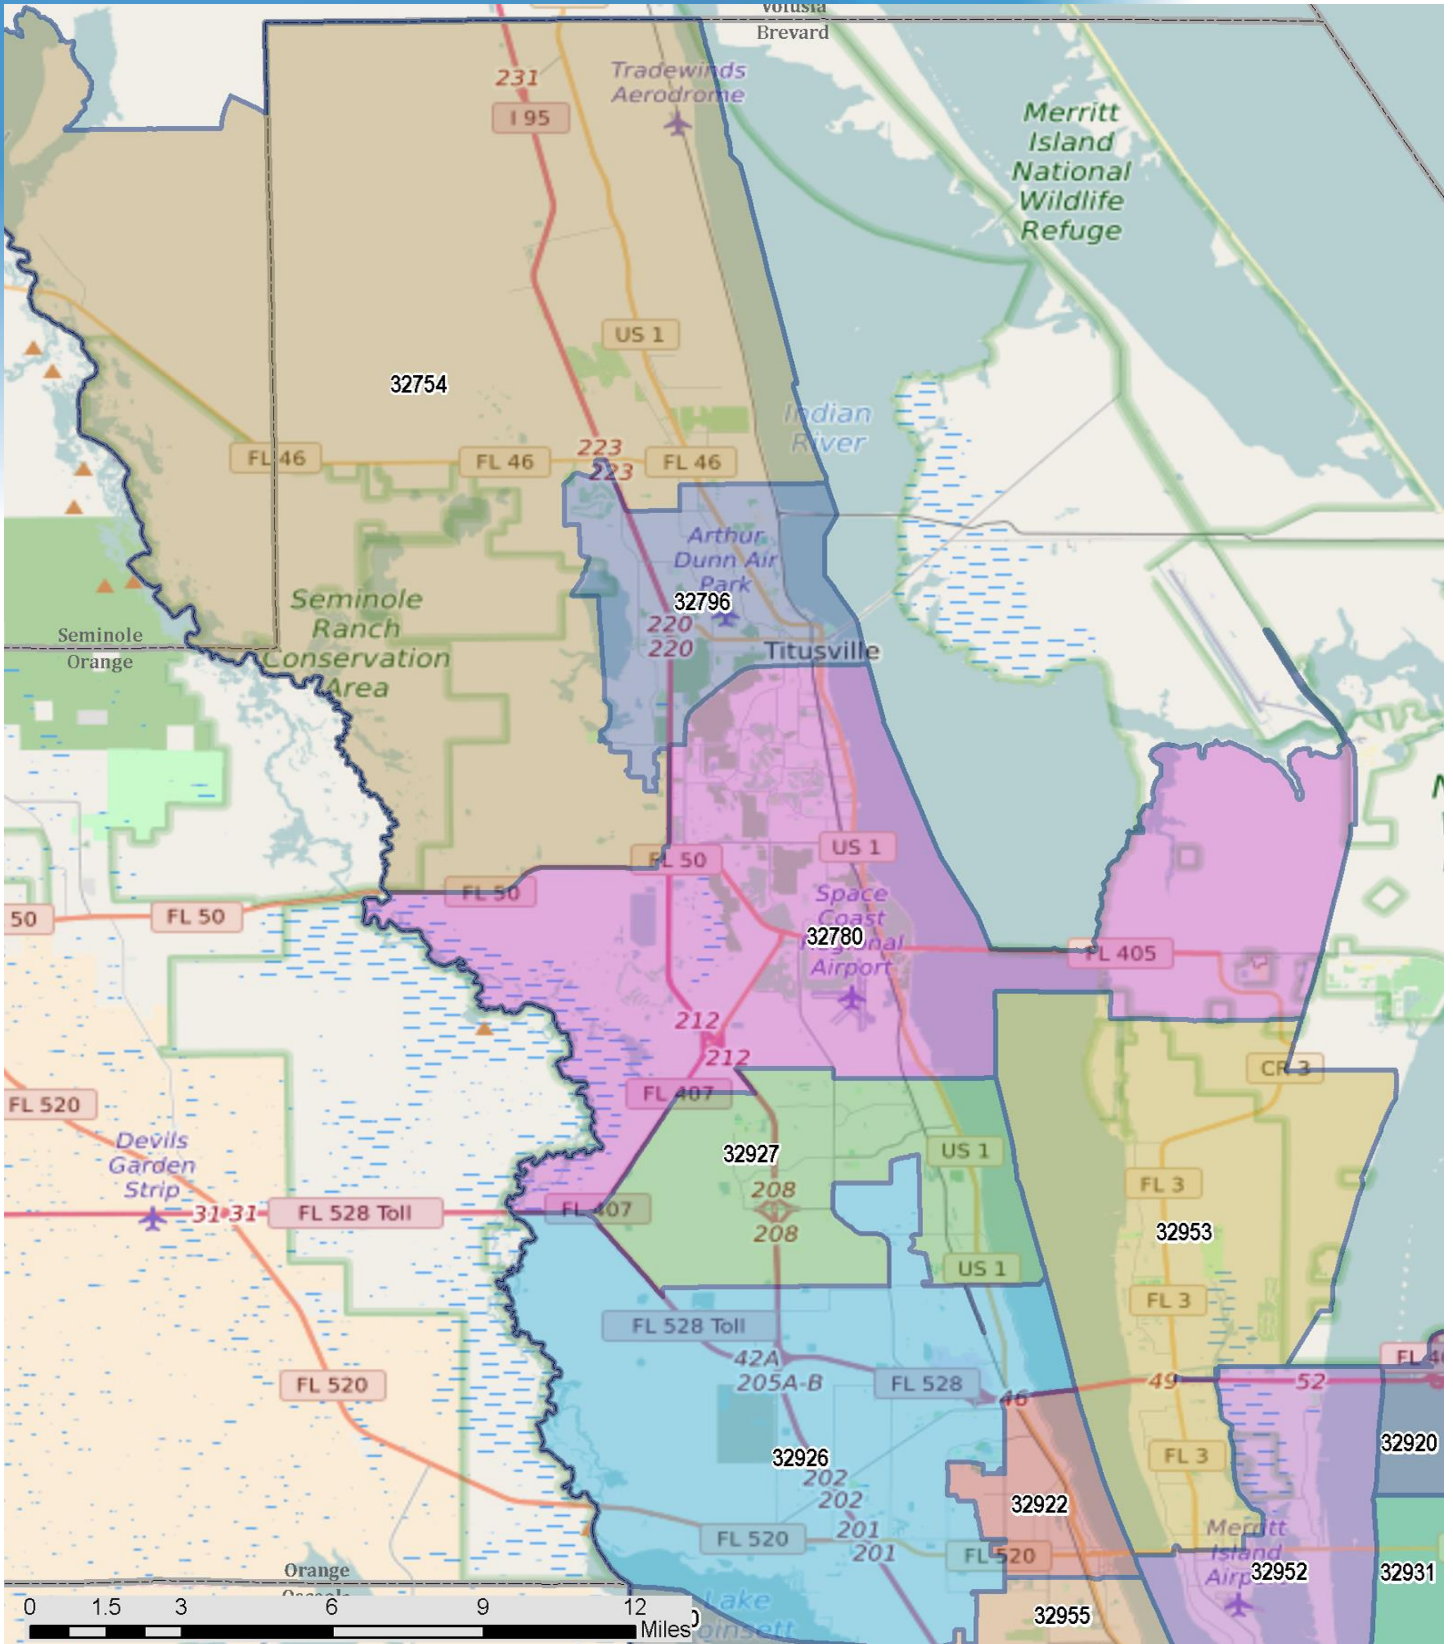 Volusia
Brevard
231
Tradewinds
Aerodrome
I 95
Merritt
Island
National
Wildlife
Refuge
US 1
32754
Indian
River
FL 46
FL 46
223
223
FL 46
Arthur
Dunn Air
Park
32796
Seminole
Ranch
Conservation
Area
Seminole
Orange
220
220
Titusville
US 1
FL 50
FL 50
50
FL 50
Space
Coast
Regional
Airport
32780
FL 405
212
212
CR 3
FL 407
FL 520
Devils
Garden
Strip
32927
US 1
FL 3
208
208
31 31
FL 528 Toll
FL 407
32953
US 1
FL 3
FL 528 Toll
42A
205A-B
FL 528
46
49
52
FL 520
32926
202
202
FL 3
32920
32922
201
201
FL 520
FL 520
Merritt
Island
Airport
32952
32931
Orange
Lake
32955
0 1.5 3 6 9 12
Miles